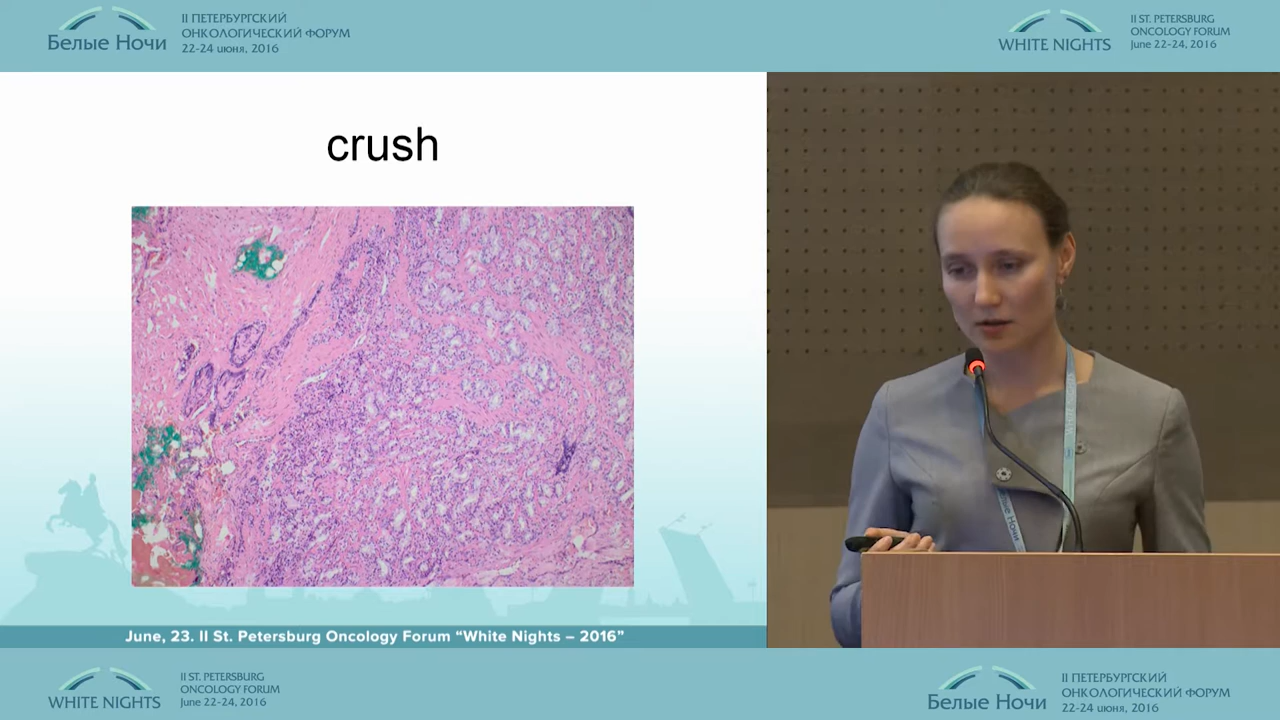 Белые Ночи
II ПЕТЕРБУРГСКИЙ
ОНКОЛОГИЧЕСКИЙ ФОРУМ
22-24 июня, 2016
WHITE NIGHTS
II ST. PETERSBURG
ONCOLOGY FORUM
June 22-24, 2016
crush
June, 23. II St. Petersburg Oncology Forum “White Nights – 2016”
WHITE NIGHTS
II ST. PETERSBURG
ONCOLOGY FORUM
June 22-24, 2016
Белые Ночи
II ПЕТЕРБУРГСКИЙ
ОНКОЛОГИЧЕСКИЙ ФОРУМ
22-24 июня, 2016